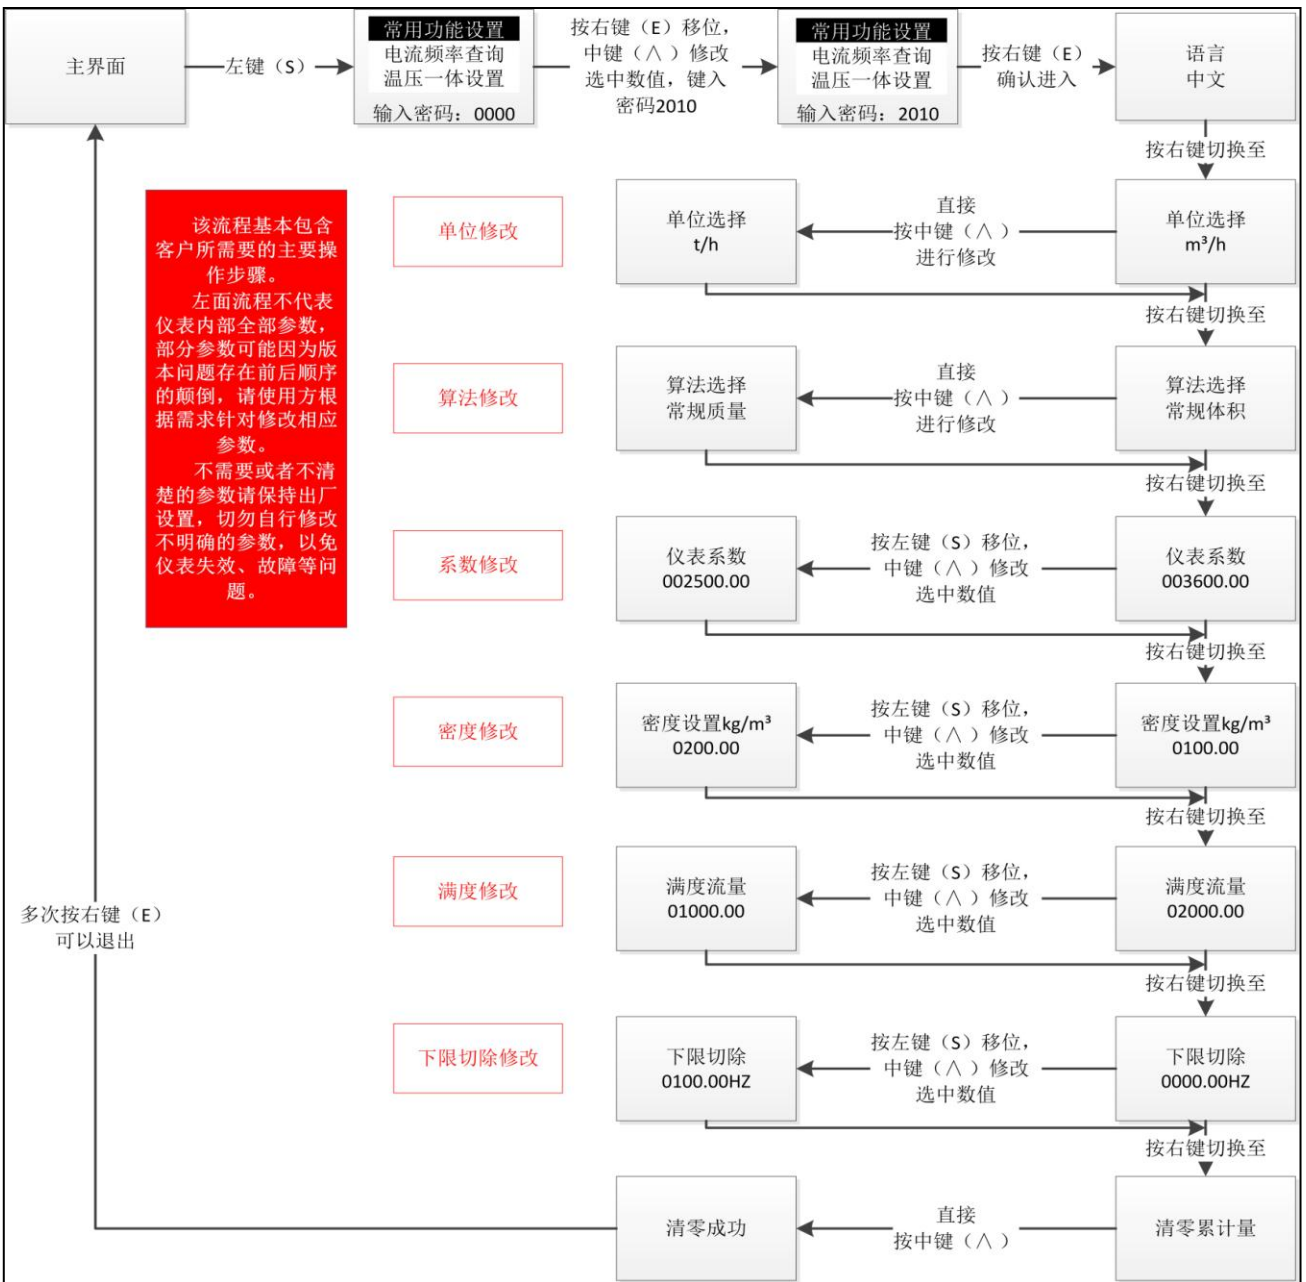 主界面
左键（S）
常用功能设置
电流频率查询
温压一体设置
输入密码：0000
按右键（E）移位，
中键（∧ ）修改
选中数值，键入
密码2010
常用功能设置
电流频率查询
温压一体设置
输入密码：2010
按右键（E）
确认进入
语言
中文
按右键切换至
该流程基本包含
客户所需要的主要操
作步骤。
左面流程不代表
仪表内部全部参数，
部分参数可能因为版
本问题存在前后顺序
的颠倒，请使用方根
据需求针对修改相应
参数。
不需要或者不清
楚的参数请保持出厂
设置，切勿自行修改
不明确的参数，以免
仪表失效、故障等问
题。
单位修改
单位选择
t/h
直接
按中键（∧ ）
进行修改
单位选择
m³/h
按右键切换至
算法修改
算法选择
常规质量
直接
按中键（∧ ）
进行修改
算法选择
常规体积
按右键切换至
系数修改
仪表系数
002500.00
按左键（S）移位，
中键（∧ ）修改
选中数值
仪表系数
003600.00
按右键切换至
密度修改
密度设置kg/m³
0200.00
按左键（S）移位，
中键（∧ ）修改
选中数值
密度设置kg/m³
0100.00
按右键切换至
满度修改
满度流量
01000.00
按左键（S）移位，
中键（∧ ）修改
选中数值
满度流量
02000.00
按右键切换至
多次按右键（E）
可以退出
下限切除修改
下限切除
0100.00HZ
按左键（S）移位，
中键（∧ ）修改
选中数值
下限切除
0000.00HZ
按右键切换至
清零成功
直接
按中键（∧ ）
清零累计量